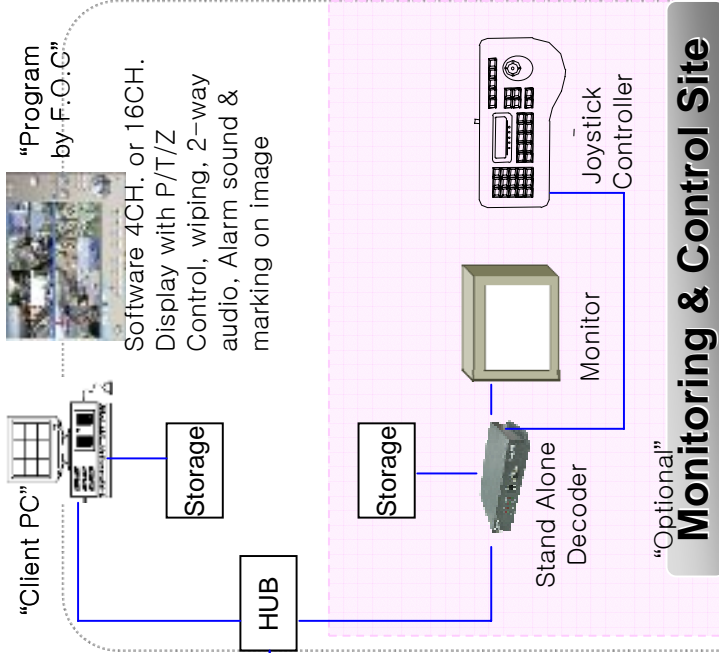 “Client PC”
“Program
by F.O.C”
Software 4CH. or 16CH.
Display with P/T/Z
Control, wiping, 2-way
audio, Alarm sound &
marking on image
Storage
HUB
Storage
Stand Alone
Decoder
Monitor
Joystick
Controller
“Optional”
Monitoring & Control Site